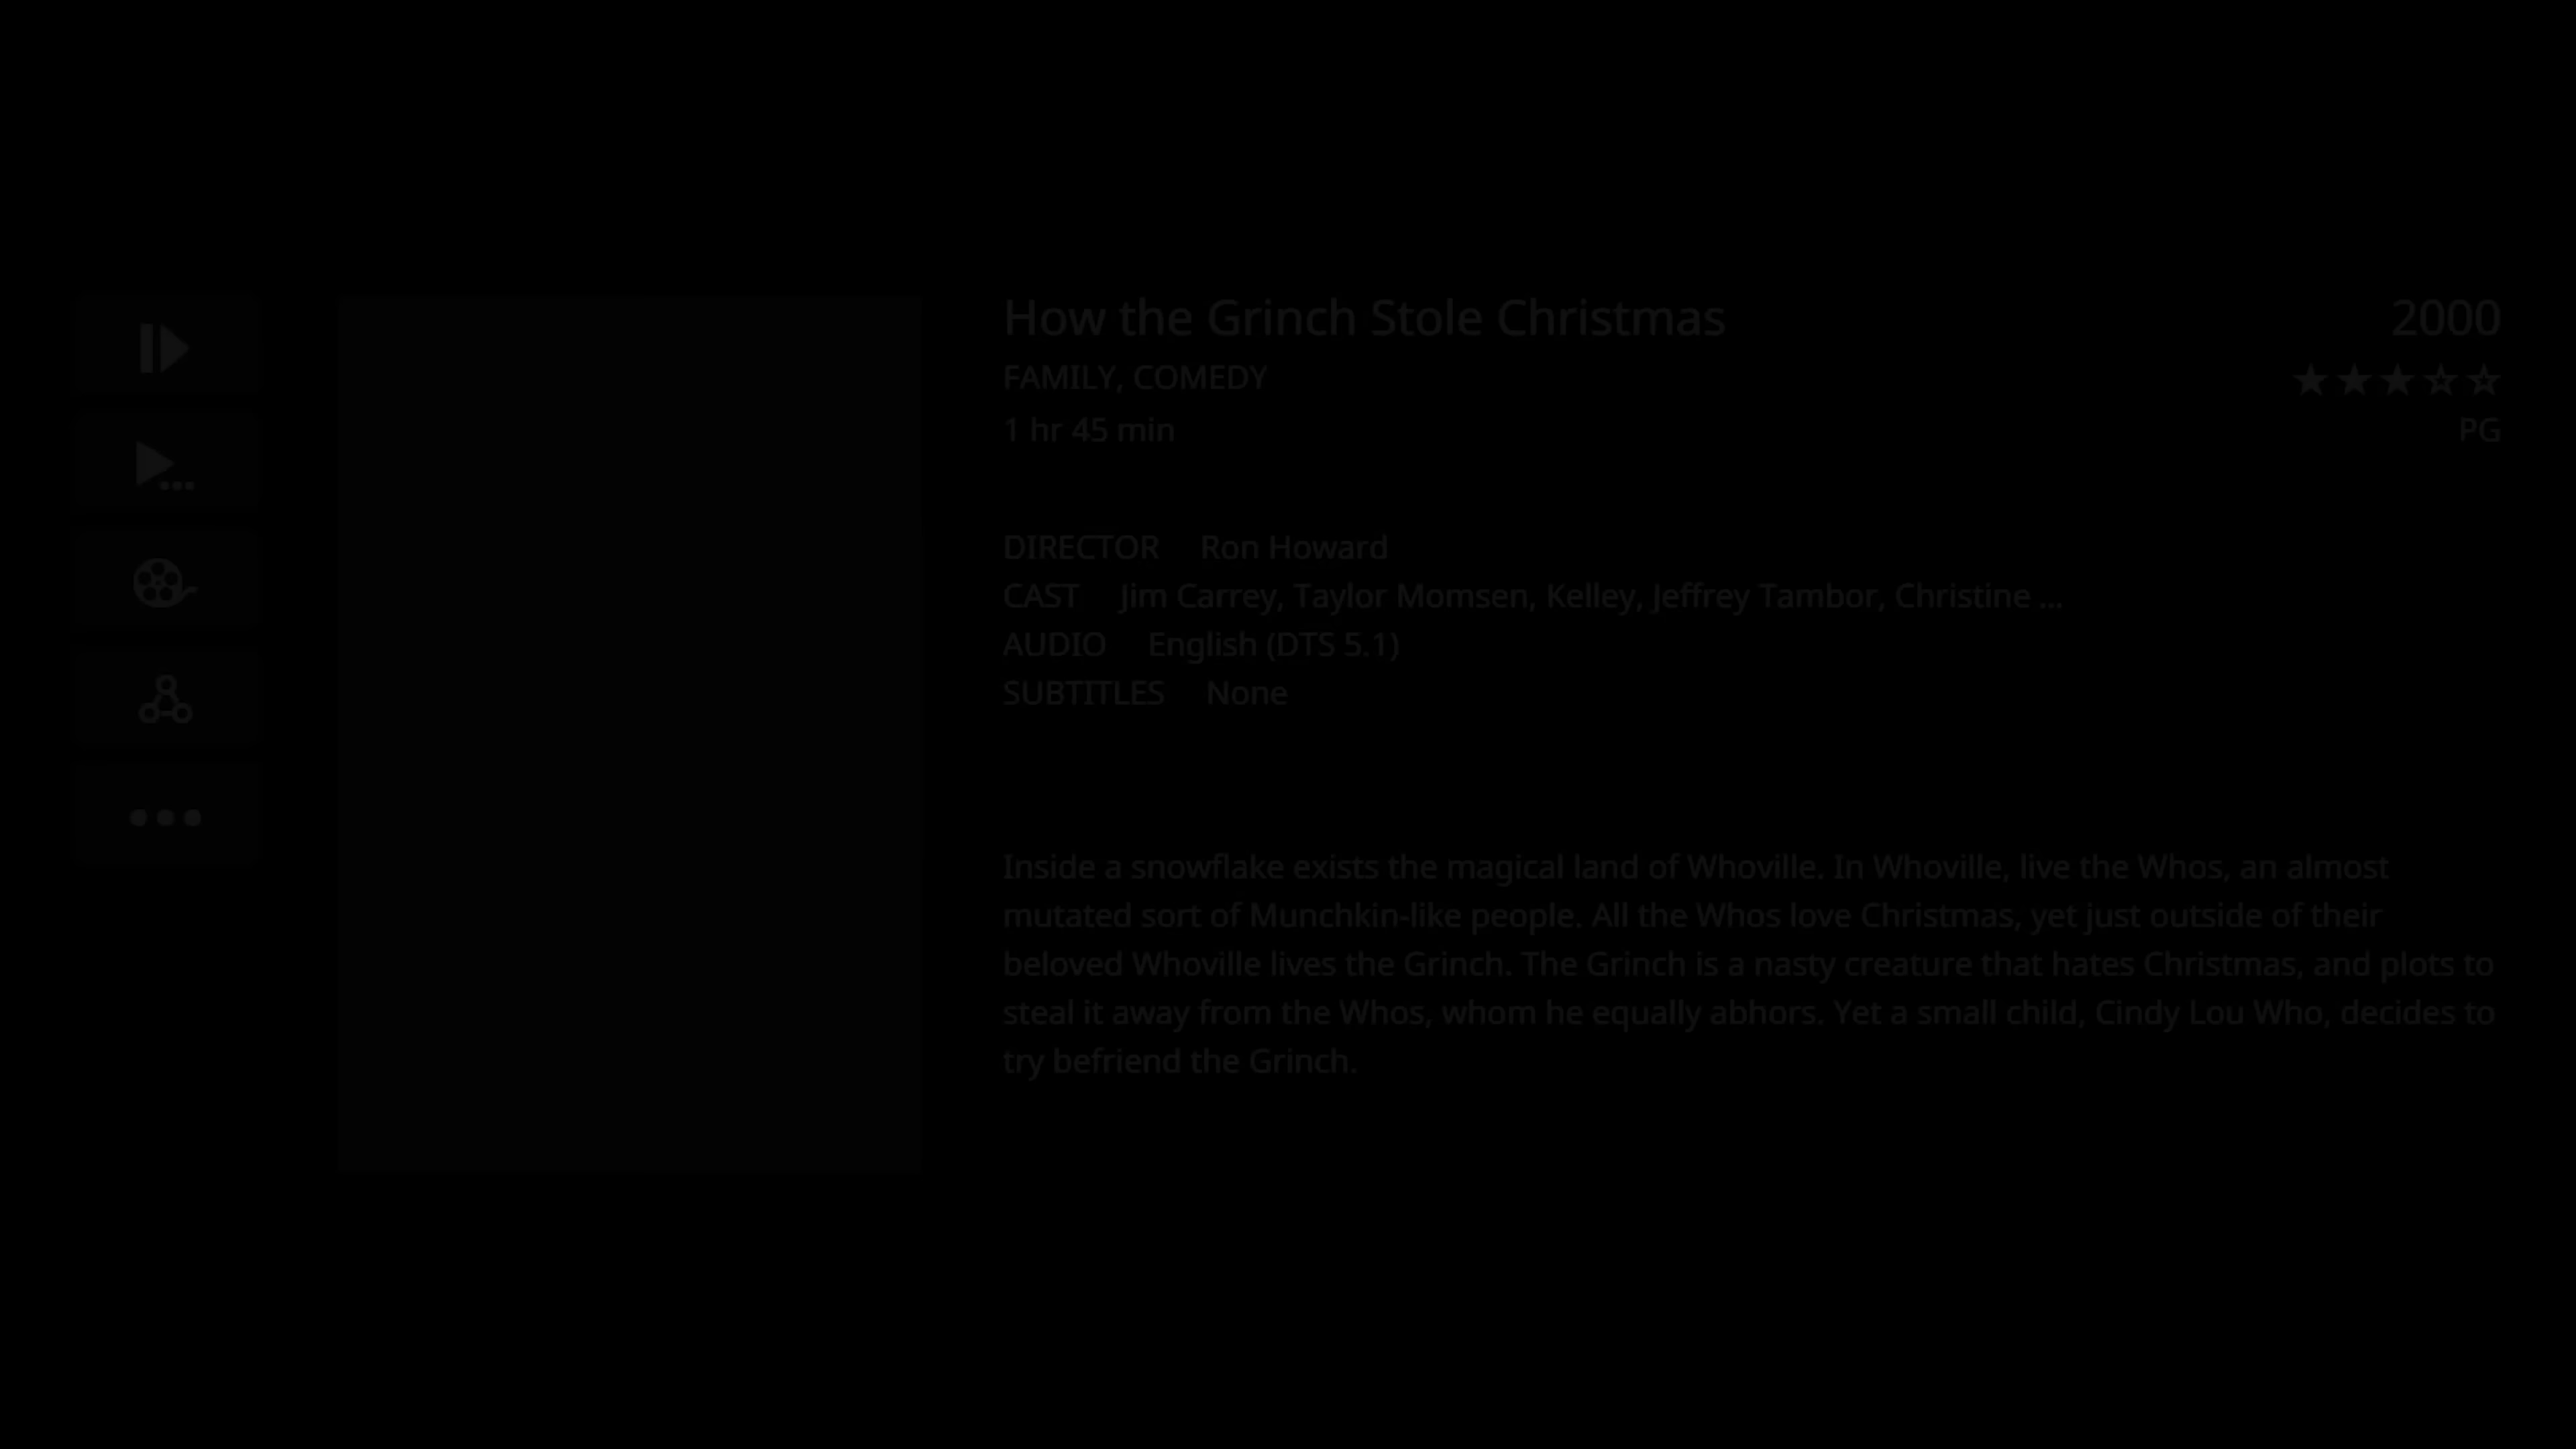 How the Grinch Stole Christmas 2000
FAMILY, COMEDY
1 hr 45 min PG
DIRECTOR Ron Howard
CAST Jim Carrey, Taylor Momsen, Kelley, Jeffrey Tambor, Christine ...
AUDIO English (DTS 5.1)
SUBTITLES None
Inside a snowflake exists the magical land of Whoville. In Whoville, live the Whos, an almost
mutated sort of Munchkin-like people. All the Whos love Christmas, yet just outside of their
beloved Whoville lives the Grinch. The Grinch is a nasty creature that hates Christmas, and plots to
steal it away from the Whos, whom he equally abhors. Yet a small child, Cindy Lou Who, decides to
try befriend the Grinch.